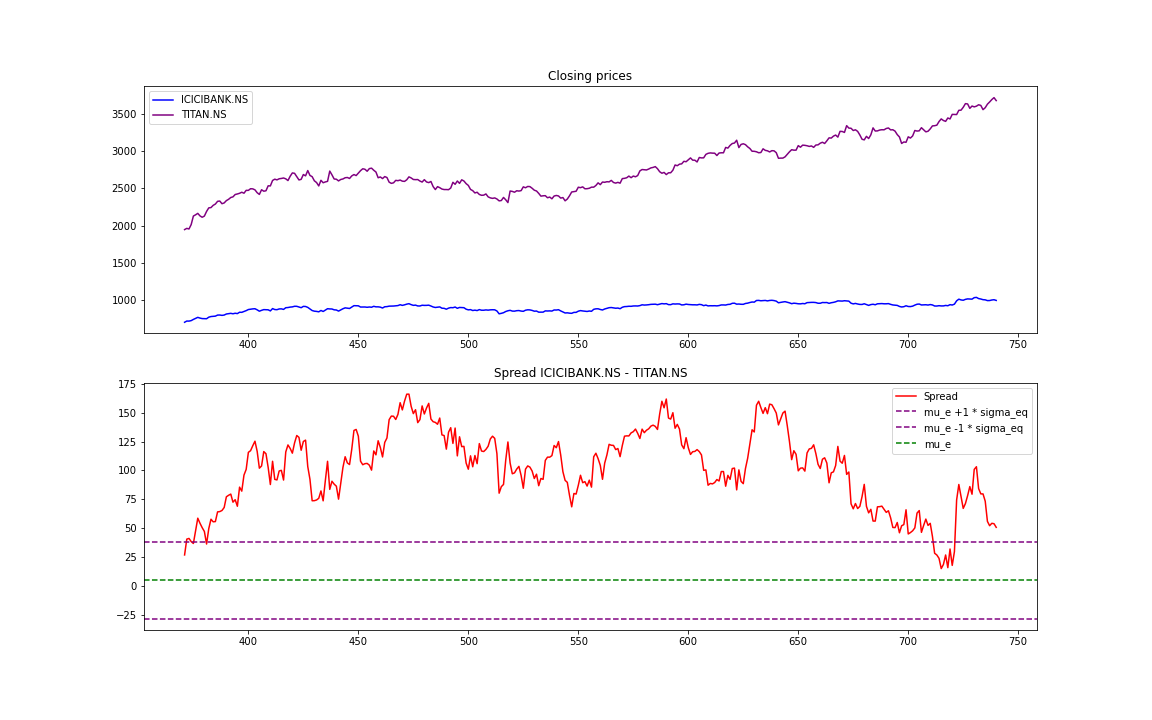 Closing prices
ICICIBANK.NS
TITAN.NS
3500
3000
2500
2000
1500
1000
400 450 500 550 600 650 700 750
Spread ICICIBANK.NS - TITAN.NS
Spread
mu_e +1 * sigma_eq
mu_e -1 * sigma_eq
mu_e
175
150
125
100
75
50
25
0
−25
400 450 500 550 600 650 700 750